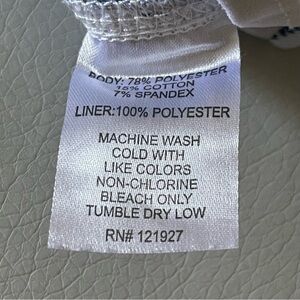 BODY: 78% POLYESTER
15% COTTON
7% SPANDEX
LINER:100% POLYESTER
MACHINE WASH
COLD WITH
LIKE COLORS
NON-CHLORINE
BLEACH ONLY
TUMBLE DRY LOW
RN# 121927